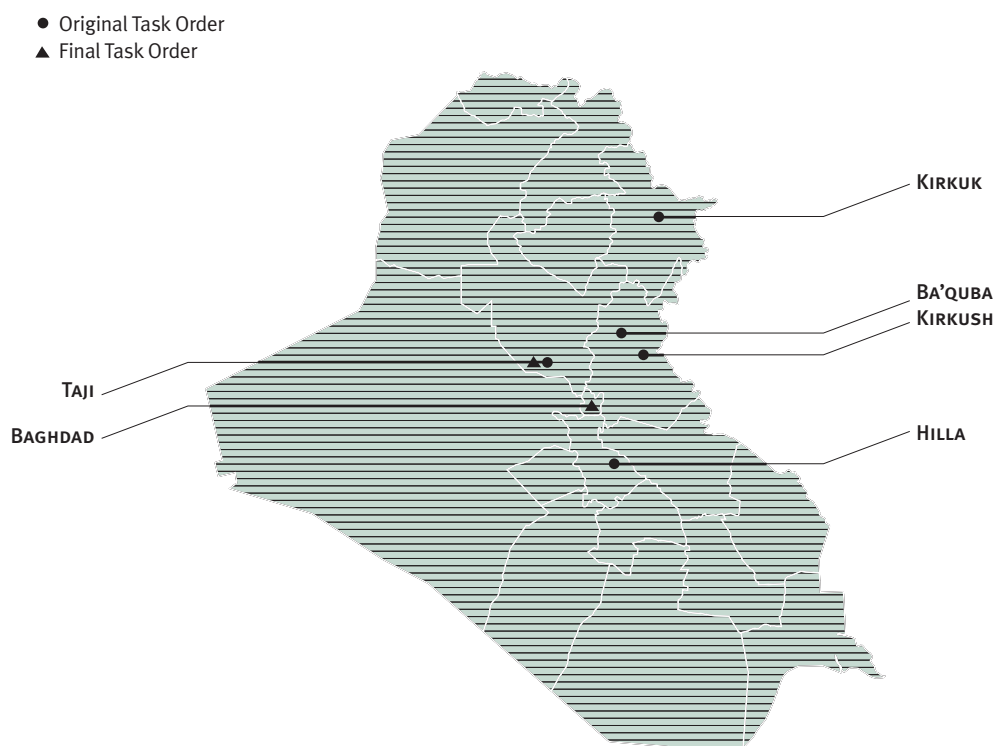 Original Task Order
Final Task Order
Kirkuk
Ba’quba
Kirkush
Taji
Baghdad
Hilla